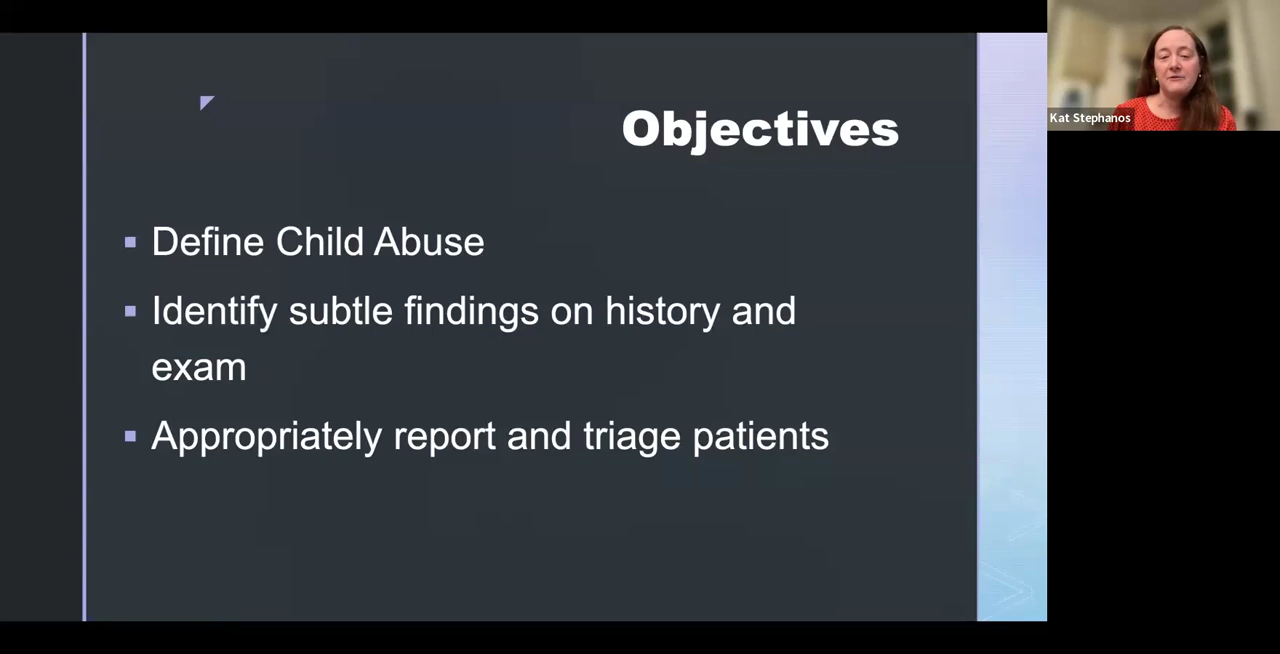 Objectives
Define Child Abuse
Identify subtle findings on history and
exam
Appropriately report and triage patients
Kat Stephanos